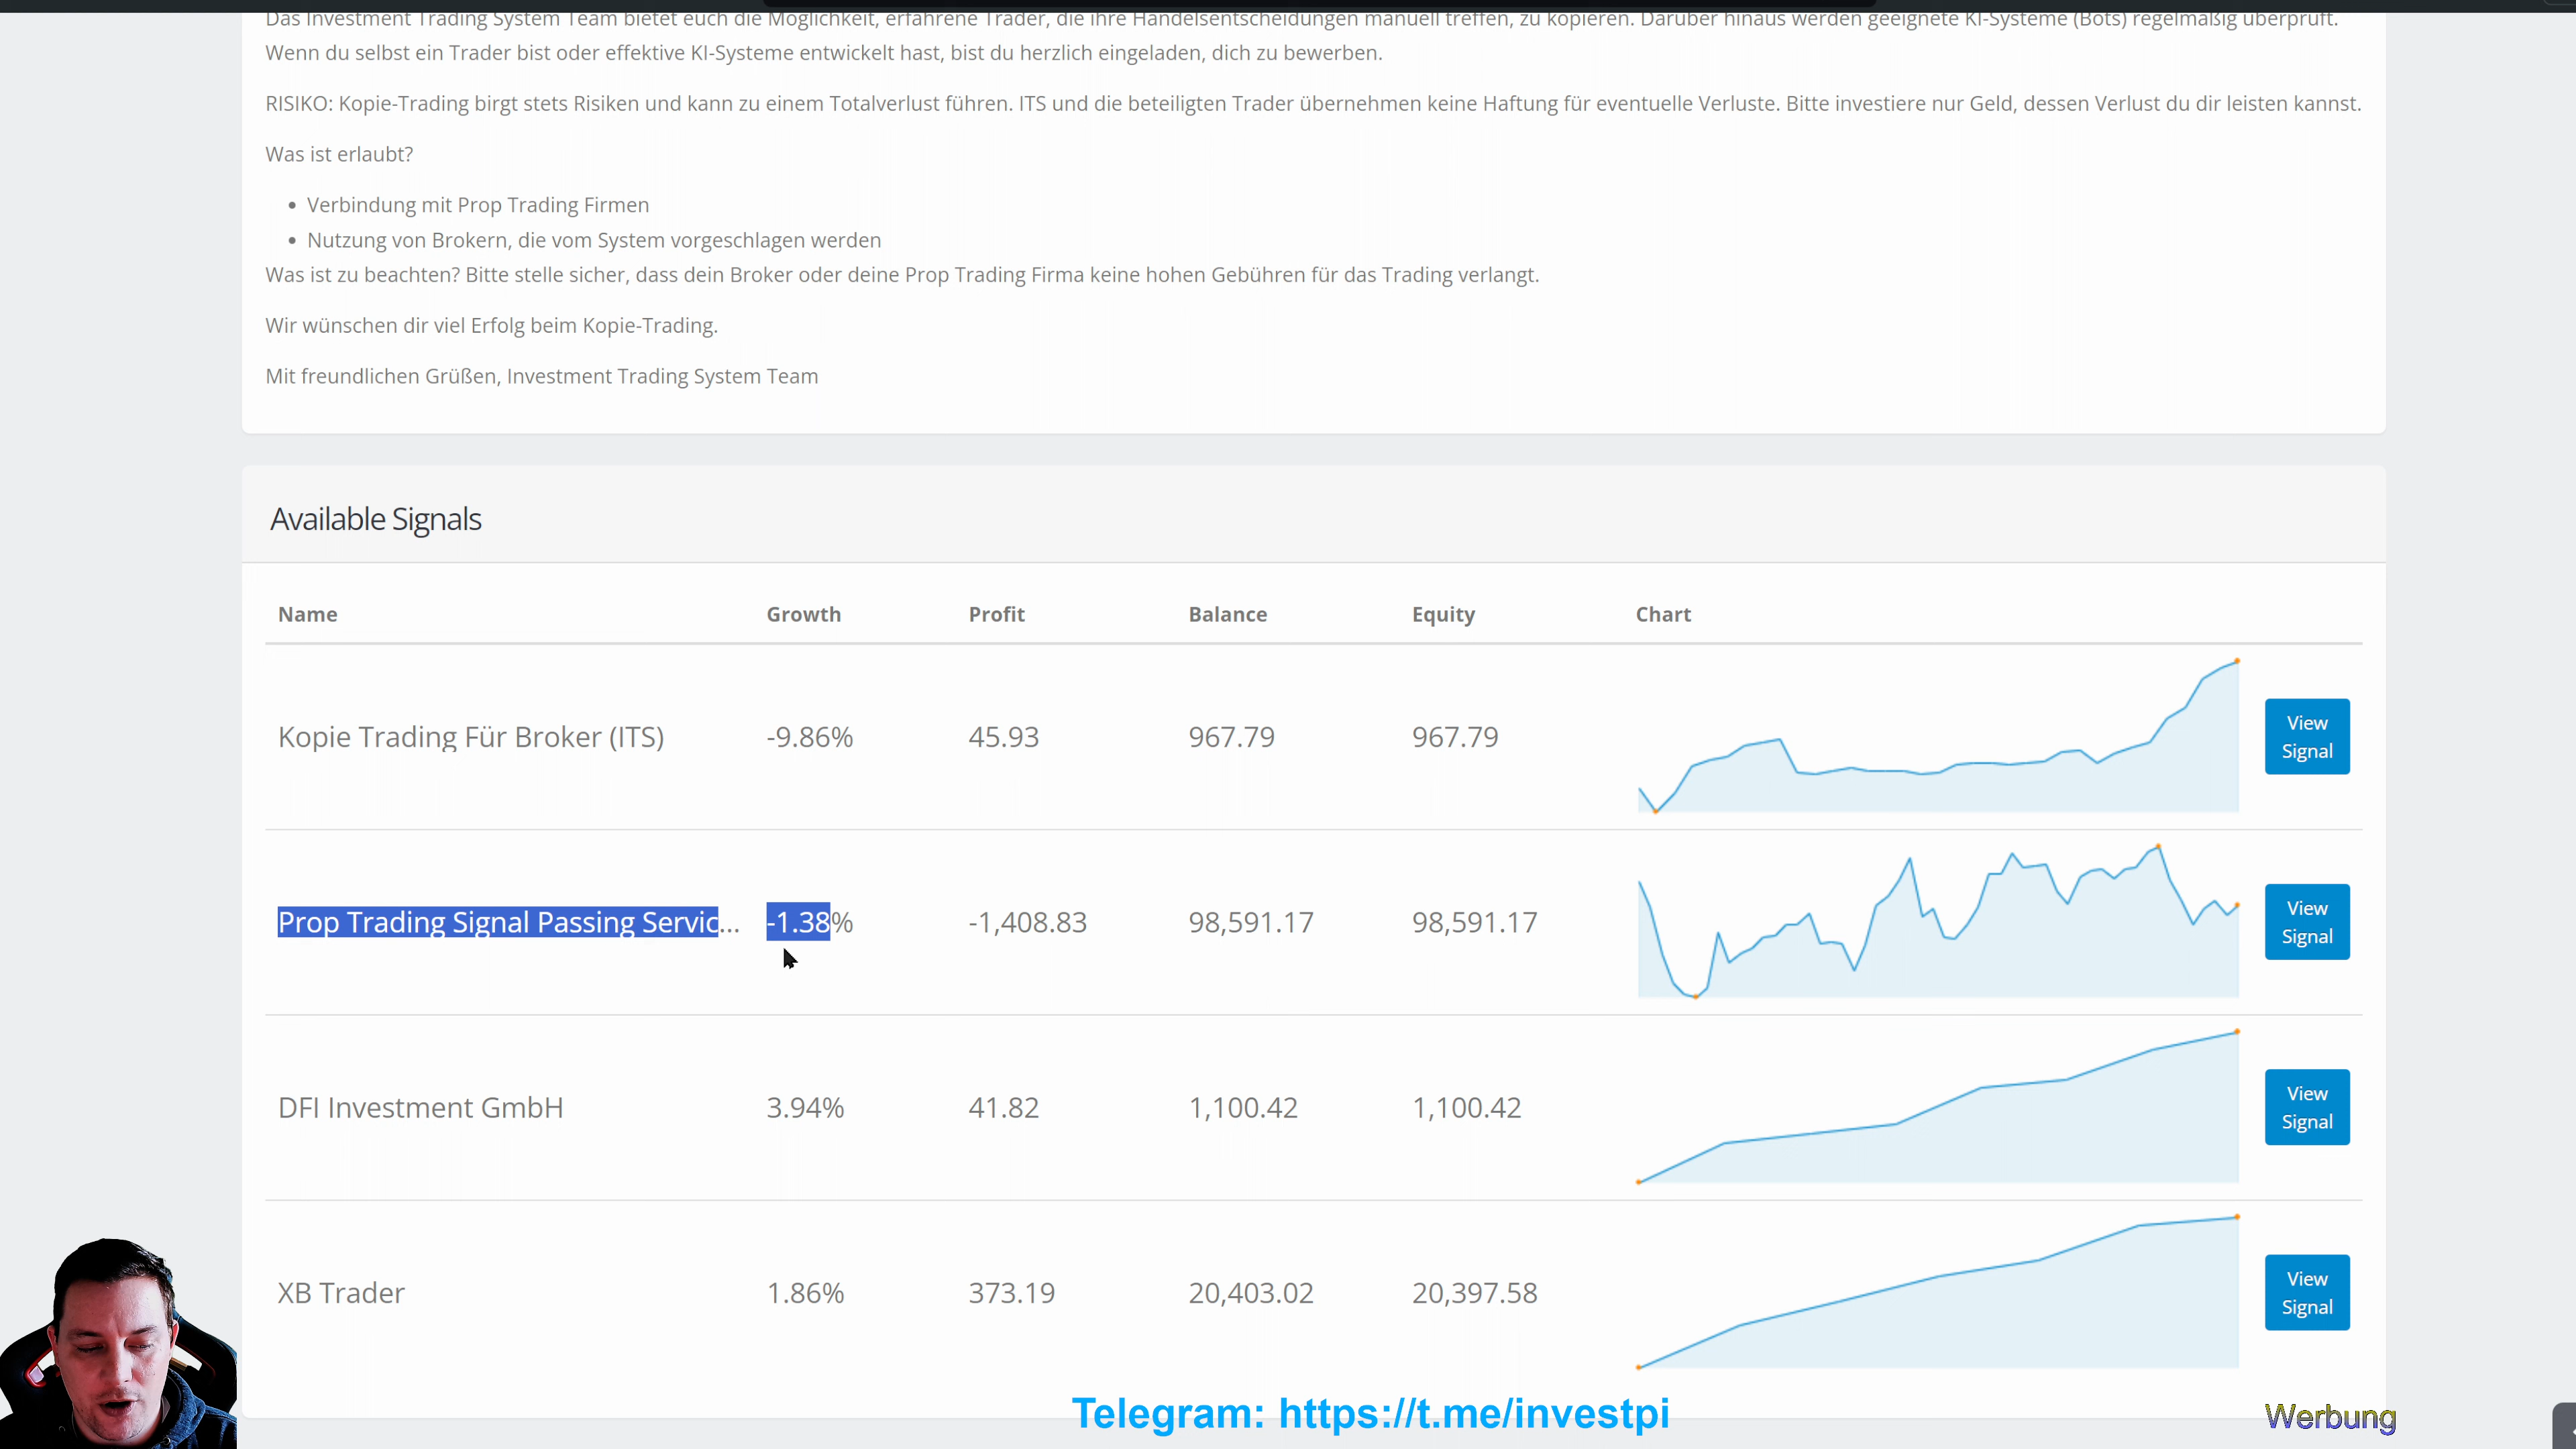 Das Investment Trading System Team bietet euch die Möglichkeit, erfahrene Trader, die ihre Handelsentscheidungen manuell treffen, zu kopieren. Darüber hinaus werden geeignete KI-Systeme (Bots) regelmäßig überprüft.
Wenn du selbst ein Trader bist oder effektive KI-Systeme entwickelt hast, bist du herzlich eingeladen, dich zu bewerben.
RISIKO: Kopie-Trading birgt stets Risiken und kann zu einem Totalverlust führen. ITS und die beteiligten Trader übernehmen keine Haftung für eventuelle Verluste. Bitte investiere nur Geld, dessen Verlust du dir leisten kannst.
Was ist erlaubt?
• Verbindung mit Prop Trading Firmen
• Nutzung von Brokern, die vom System vorgeschlagen werden
Was ist zu beachten? Bitte stelle sicher, dass dein Broker oder deine Prop Trading Firma keine hohen Gebühren für das Trading verlangt.
Wir wünschen dir viel Erfolg beim Kopie-Trading.
Mit freundlichen Grüßen, Investment Trading System Team
Available Signals
Name Growth Profit Balance Equity Chart
Kopie Trading Für Broker (ITS) -9.86% 45.93 967.79 967.79 View Signal
Prop Trading Signal Passing Servic... -1.38% -1,408.83 98,591.17 98,591.17 View Signal
DFI Investment GmbH 3.94% 41.82 1,100.42 1,100.42 View Signal
XB Trader 1.86% 373.19 20,403.02 20,397.58 View Signal
Telegram: https://t.me/investpi
Werbung